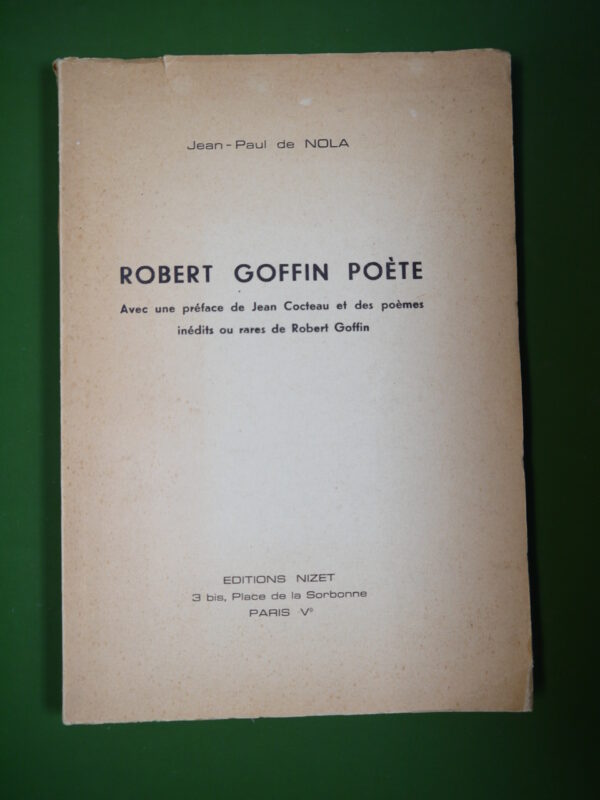 Jean-Paul de NOLA
ROBERT GOFFIN POÈTE
Avec une préface de Jean Cocteau et des poèmes
inédits ou rares de Robert Goffin
EDITIONS NIZET
3 bis, Place de la Sorbonne
PARIS Vº